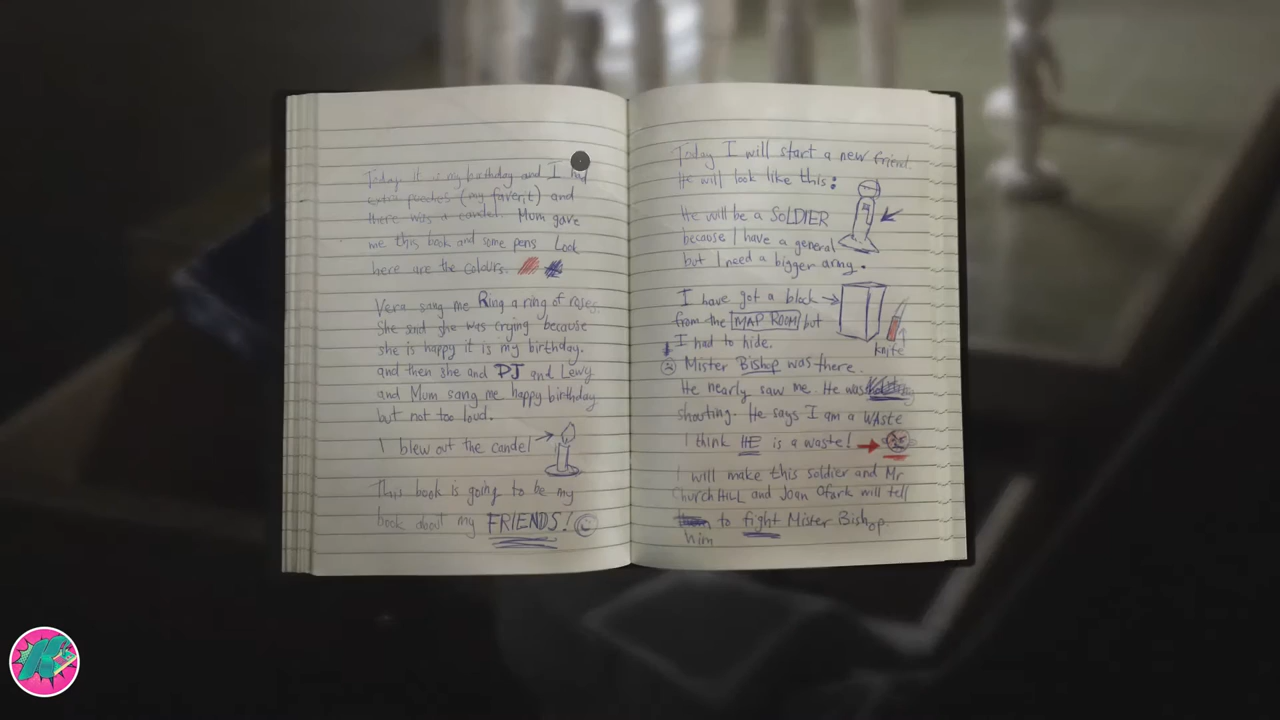 Today it is my birthday and I had
extra peeches (my faverit) and
there was a candel. Mum gave
me this book and some pens Look
here are the colours.
Vera sang me Ring a ring of roses.
She said she was crying because
she is happy it is my birthday.
and then she and PJ and Lewy
and Mum sang me happy birthday
but not too loud.
I blew out the candel
This book is going to be my
book about my FRIENDS!
Today I will start a new friend.
He will look like this:
He will be a SOLDIER
because I have a general
but I need a bigger army.
I have got a block
from the MAP ROOM but
I had to hide.
knife
Mister Bishop was there.
He nearly saw me. He was
shouting. He says I am a WAste
I think HE is a waste!
I will make this soldier and Mr
ChurchHILL and Joan Ofark will tell
to fight Mister Bishop
him